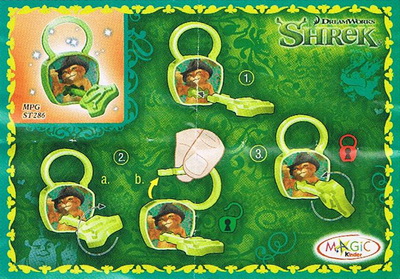 DREAMWORKS
SHREK
MPG
ST286
1.
2.
a.
b.
3.
MAGIC
Kinder